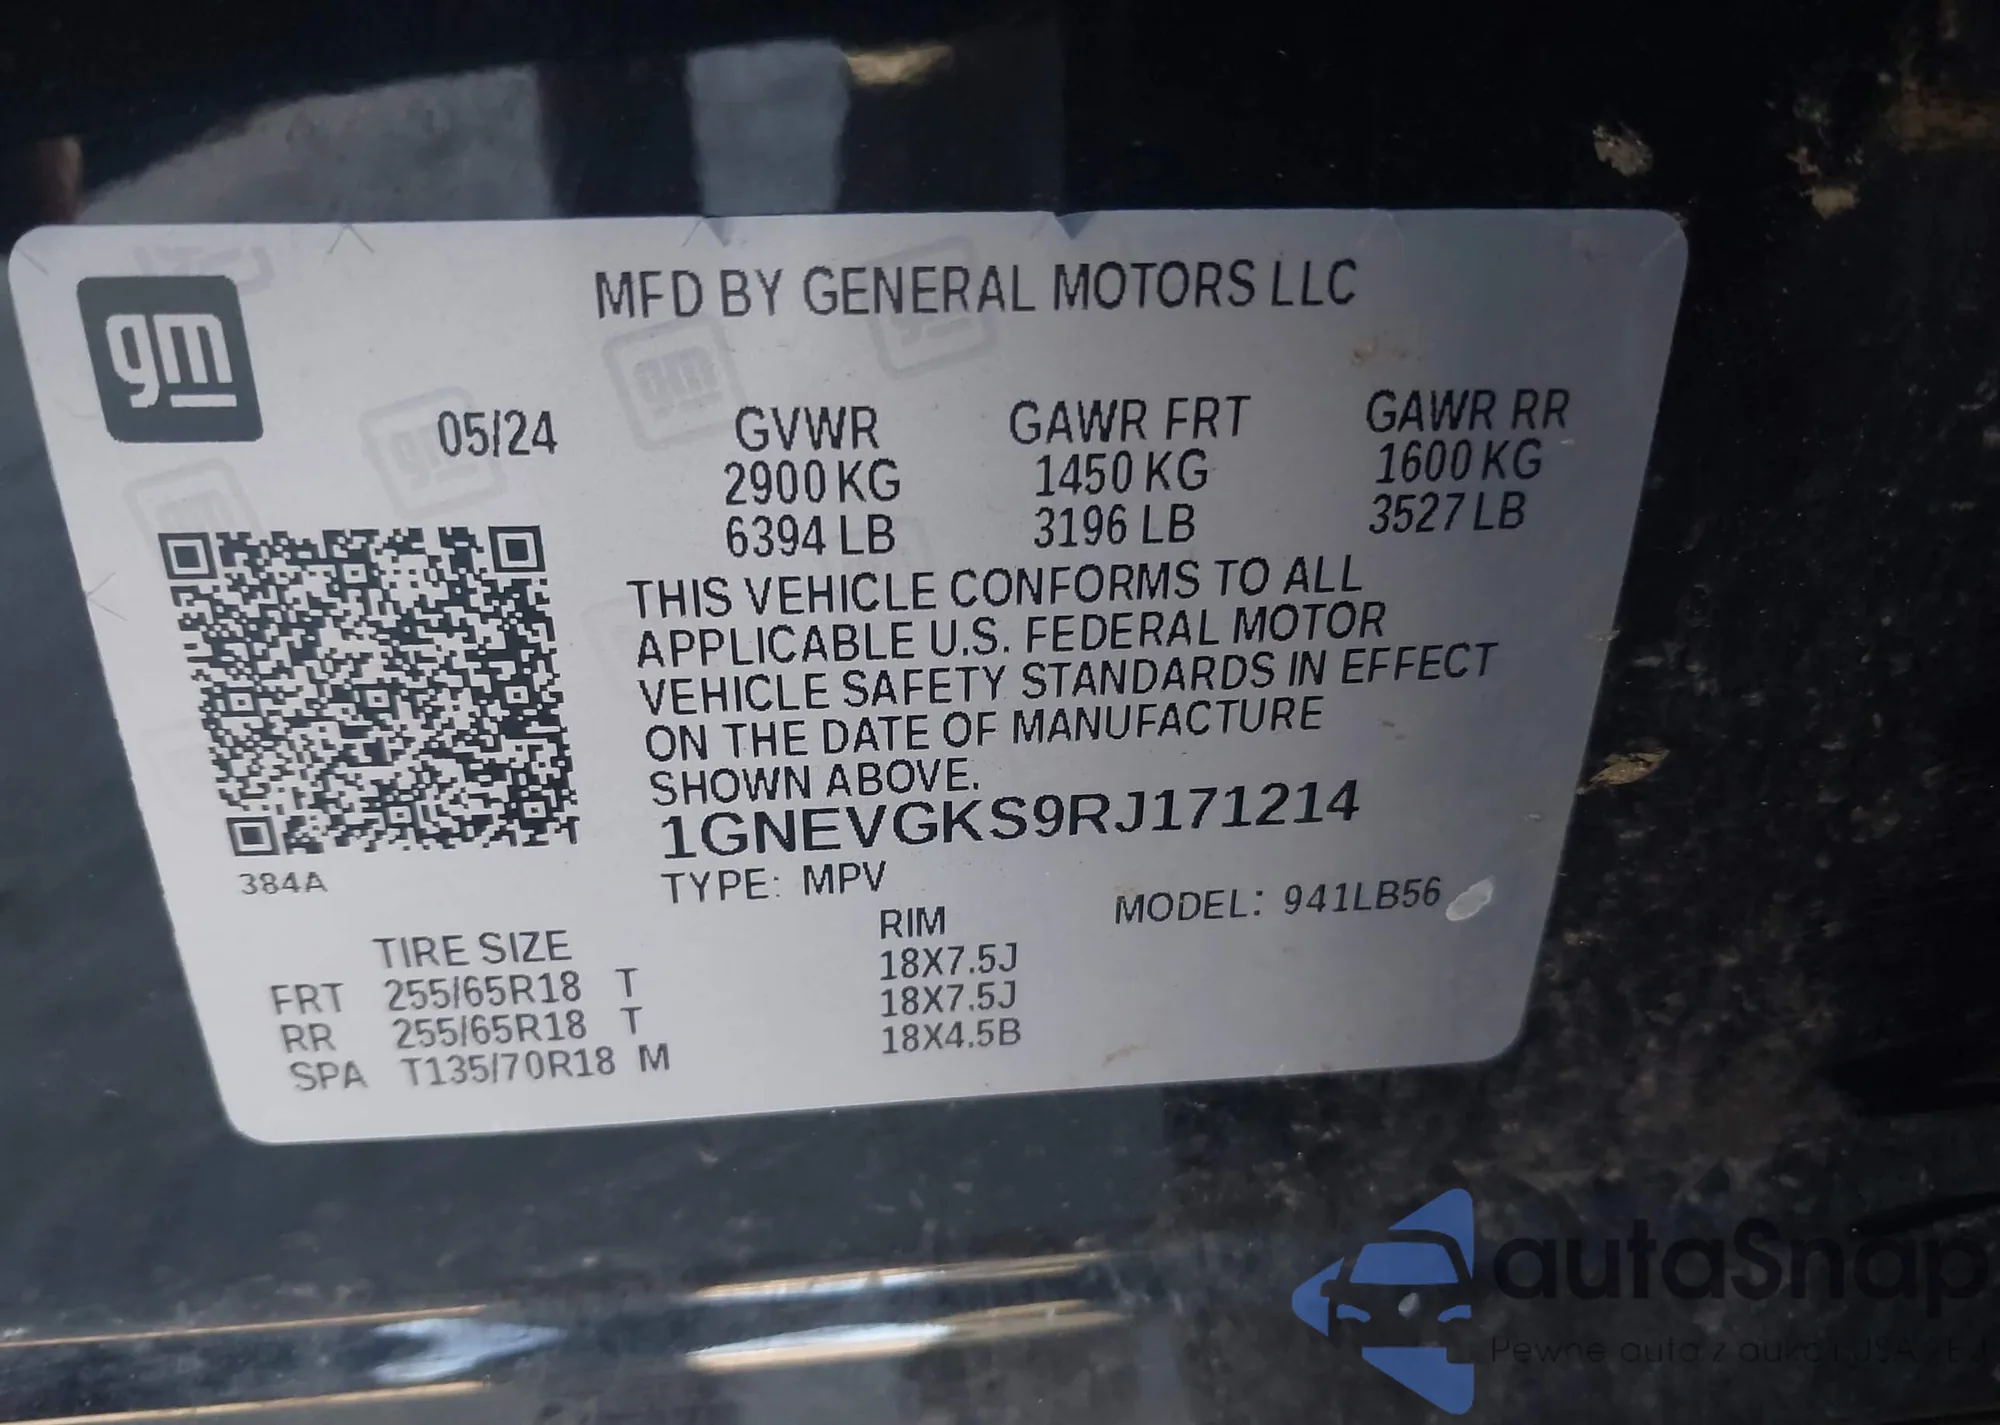 gm
MFD BY GENERAL MOTORS LLC
05/24 GVWR GAWR FRT GAWR RR
2900 KG 1450 KG 1600 KG
6394 LB 3196 LB 3527 LB
THIS VEHICLE CONFORMS TO ALL
APPLICABLE U.S. FEDERAL MOTOR
VEHICLE SAFETY STANDARDS IN EFFECT
ON THE DATE OF MANUFACTURE
SHOWN ABOVE.
1GNEVGKS9RJ171214
384A
TYPE: MPV MODEL: 941LB56
TIRE SIZE RIM
FRT 255/65R18 T 18X7.5J
RR 255/65R18 T 18X7.5J
SPA T135/70R18 M 18X4.5B
autaSnap
Pewne auta z